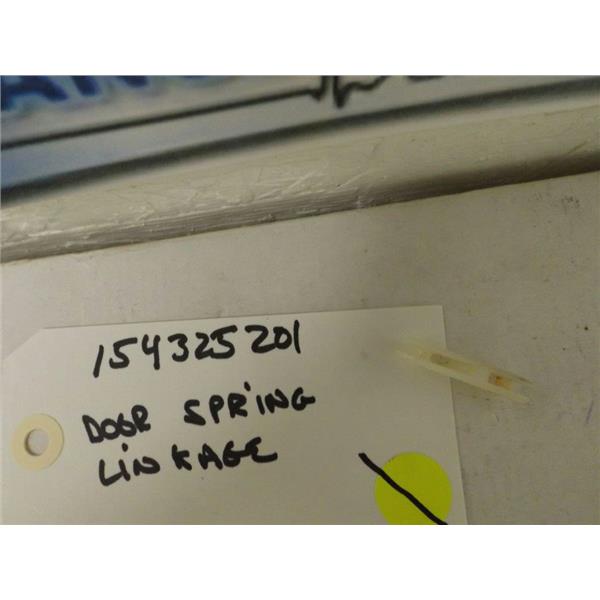 154325201
DOOR SPRING
LINKAGE